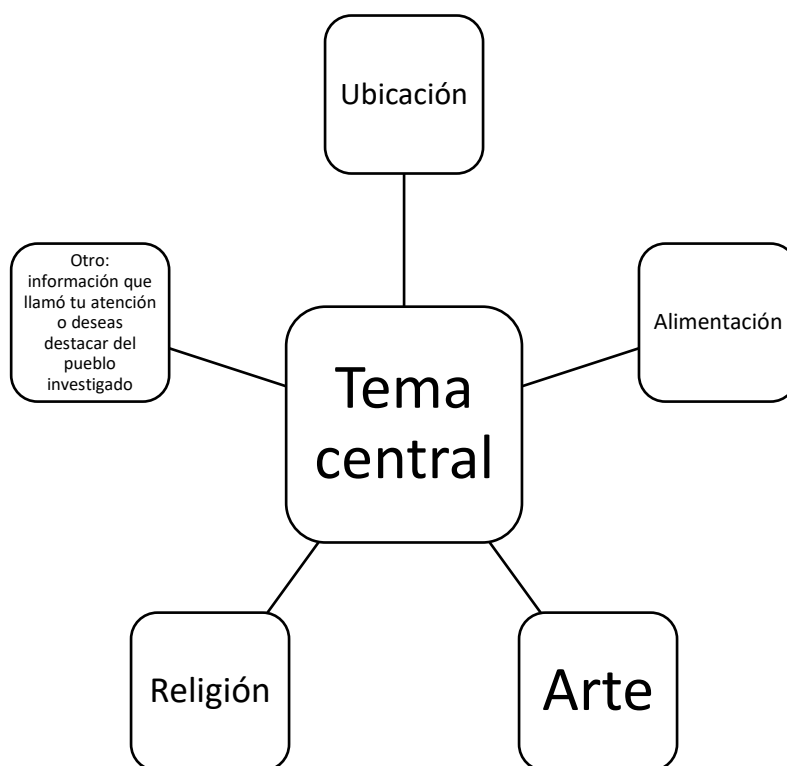 Ubicación
Otro:
información que
llamó tu atención
o deseas
destacar del
pueblo
investigado
Alimentación
Tema
central
Religión
Arte